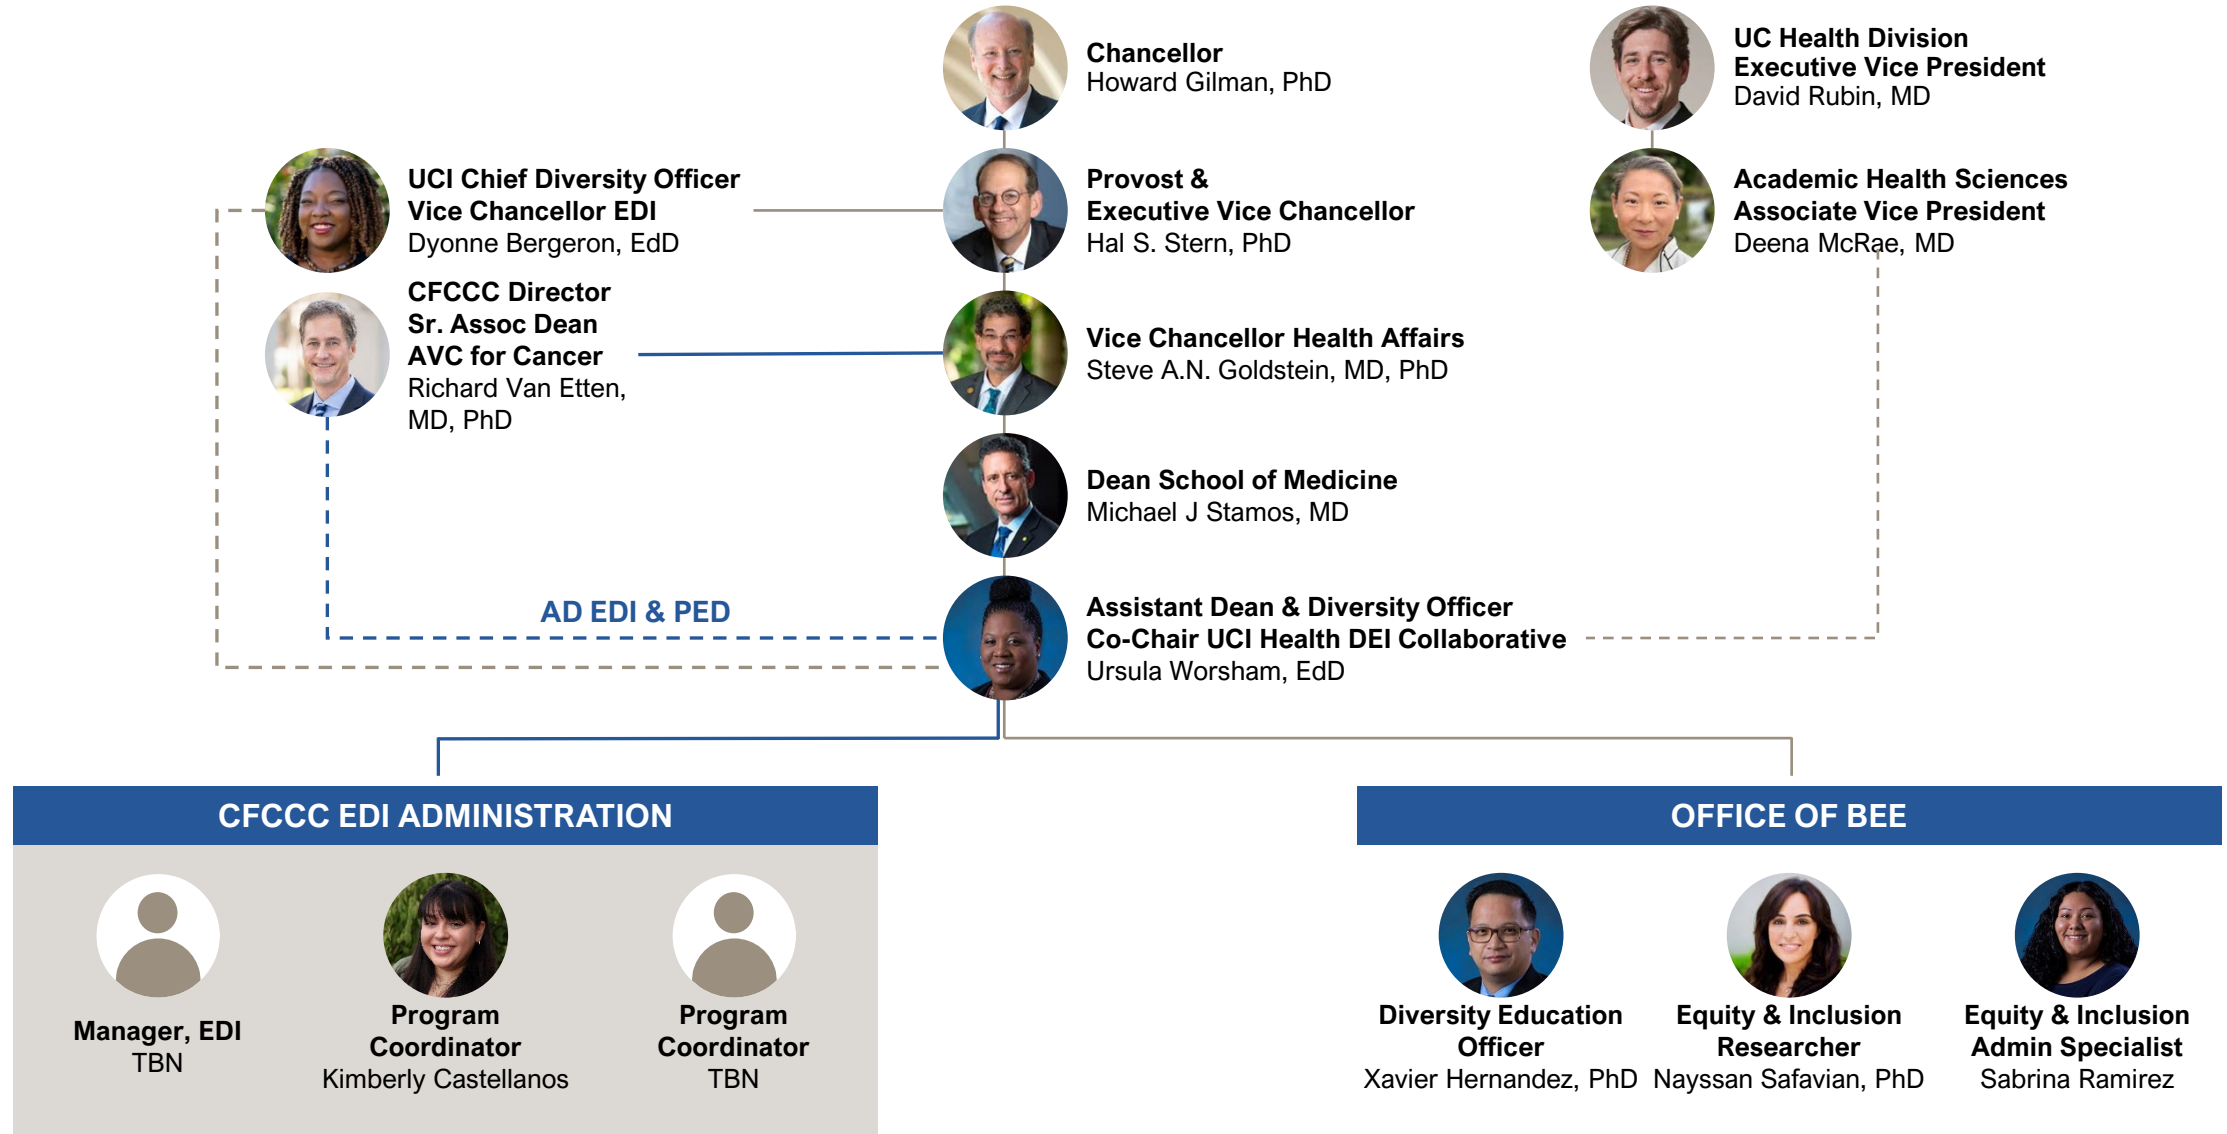 Chancellor
Howard Gilman, PhD
UC Health Division
Executive Vice President
David Rubin, MD
UCI Chief Diversity Officer
Vice Chancellor EDI
Dyonne Bergeron, EdD
Provost &
Executive Vice Chancellor
Hal S. Stern, PhD
Academic Health Sciences
Associate Vice President
Deena McRae, MD
CFCCC Director
Sr. Assoc Dean
AVC for Cancer
Richard Van Etten,
MD, PhD
Vice Chancellor Health Affairs
Steve A.N. Goldstein, MD, PhD
Dean School of Medicine
Michael J Stamos, MD
AD EDI & PED
Assistant Dean & Diversity Officer
Co-Chair UCI Health DEI Collaborative
Ursula Worsham, EdD
CFCCC EDI ADMINISTRATION
Manager, EDI
TBN
Program
Coordinator
Kimberly Castellanos
Program
Coordinator
TBN
OFFICE OF BEE
Diversity Education
Officer
Xavier Hernandez, PhD
Equity & Inclusion
Researcher
Nayssan Safavian, PhD
Equity & Inclusion
Admin Specialist
Sabrina Ramirez